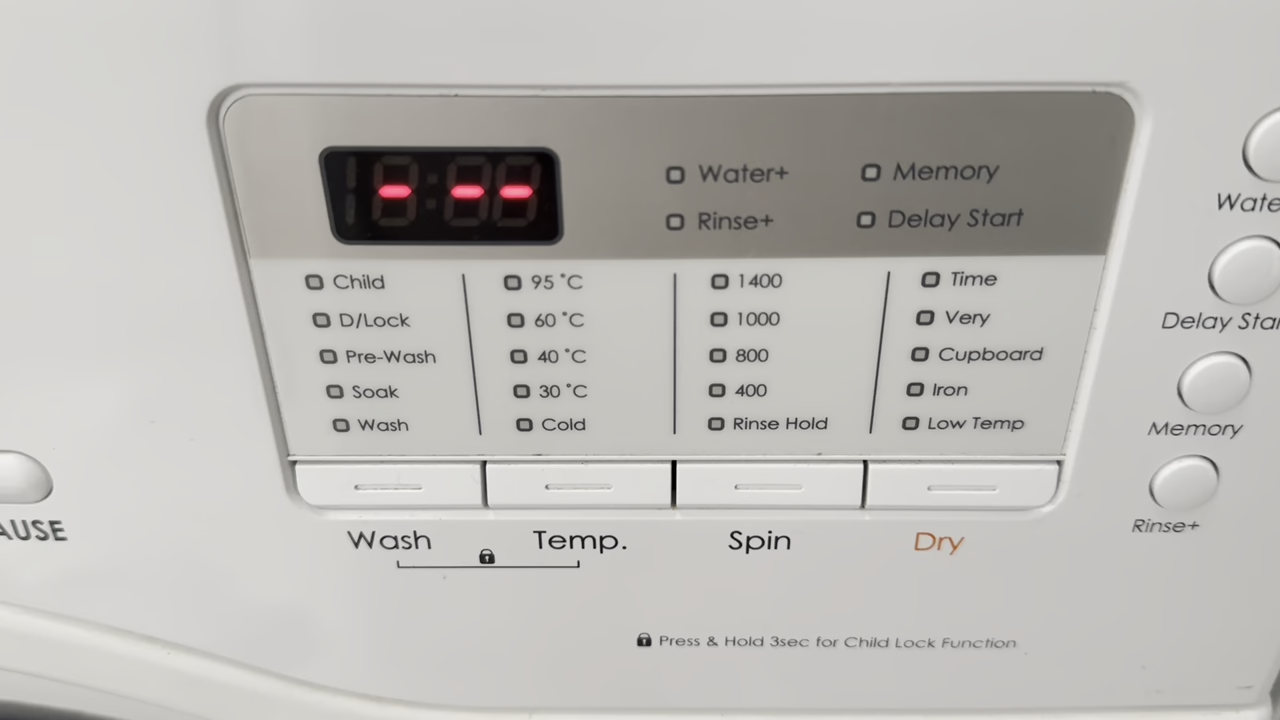 - --
Water+
Memory
Rinse+
Delay Start
Child
D/Lock
Pre-Wash
Soak
Wash
95 °C
60 °C
40 °C
30 °C
Cold
1400
1000
800
400
Rinse Hold
Time
Very
Cupboard
Iron
Low Temp
Wash
Temp.
Spin
Dry
Press & Hold 3sec for Child Lock Function
AUSE
Wate
Delay Star
Memory
Rinse+